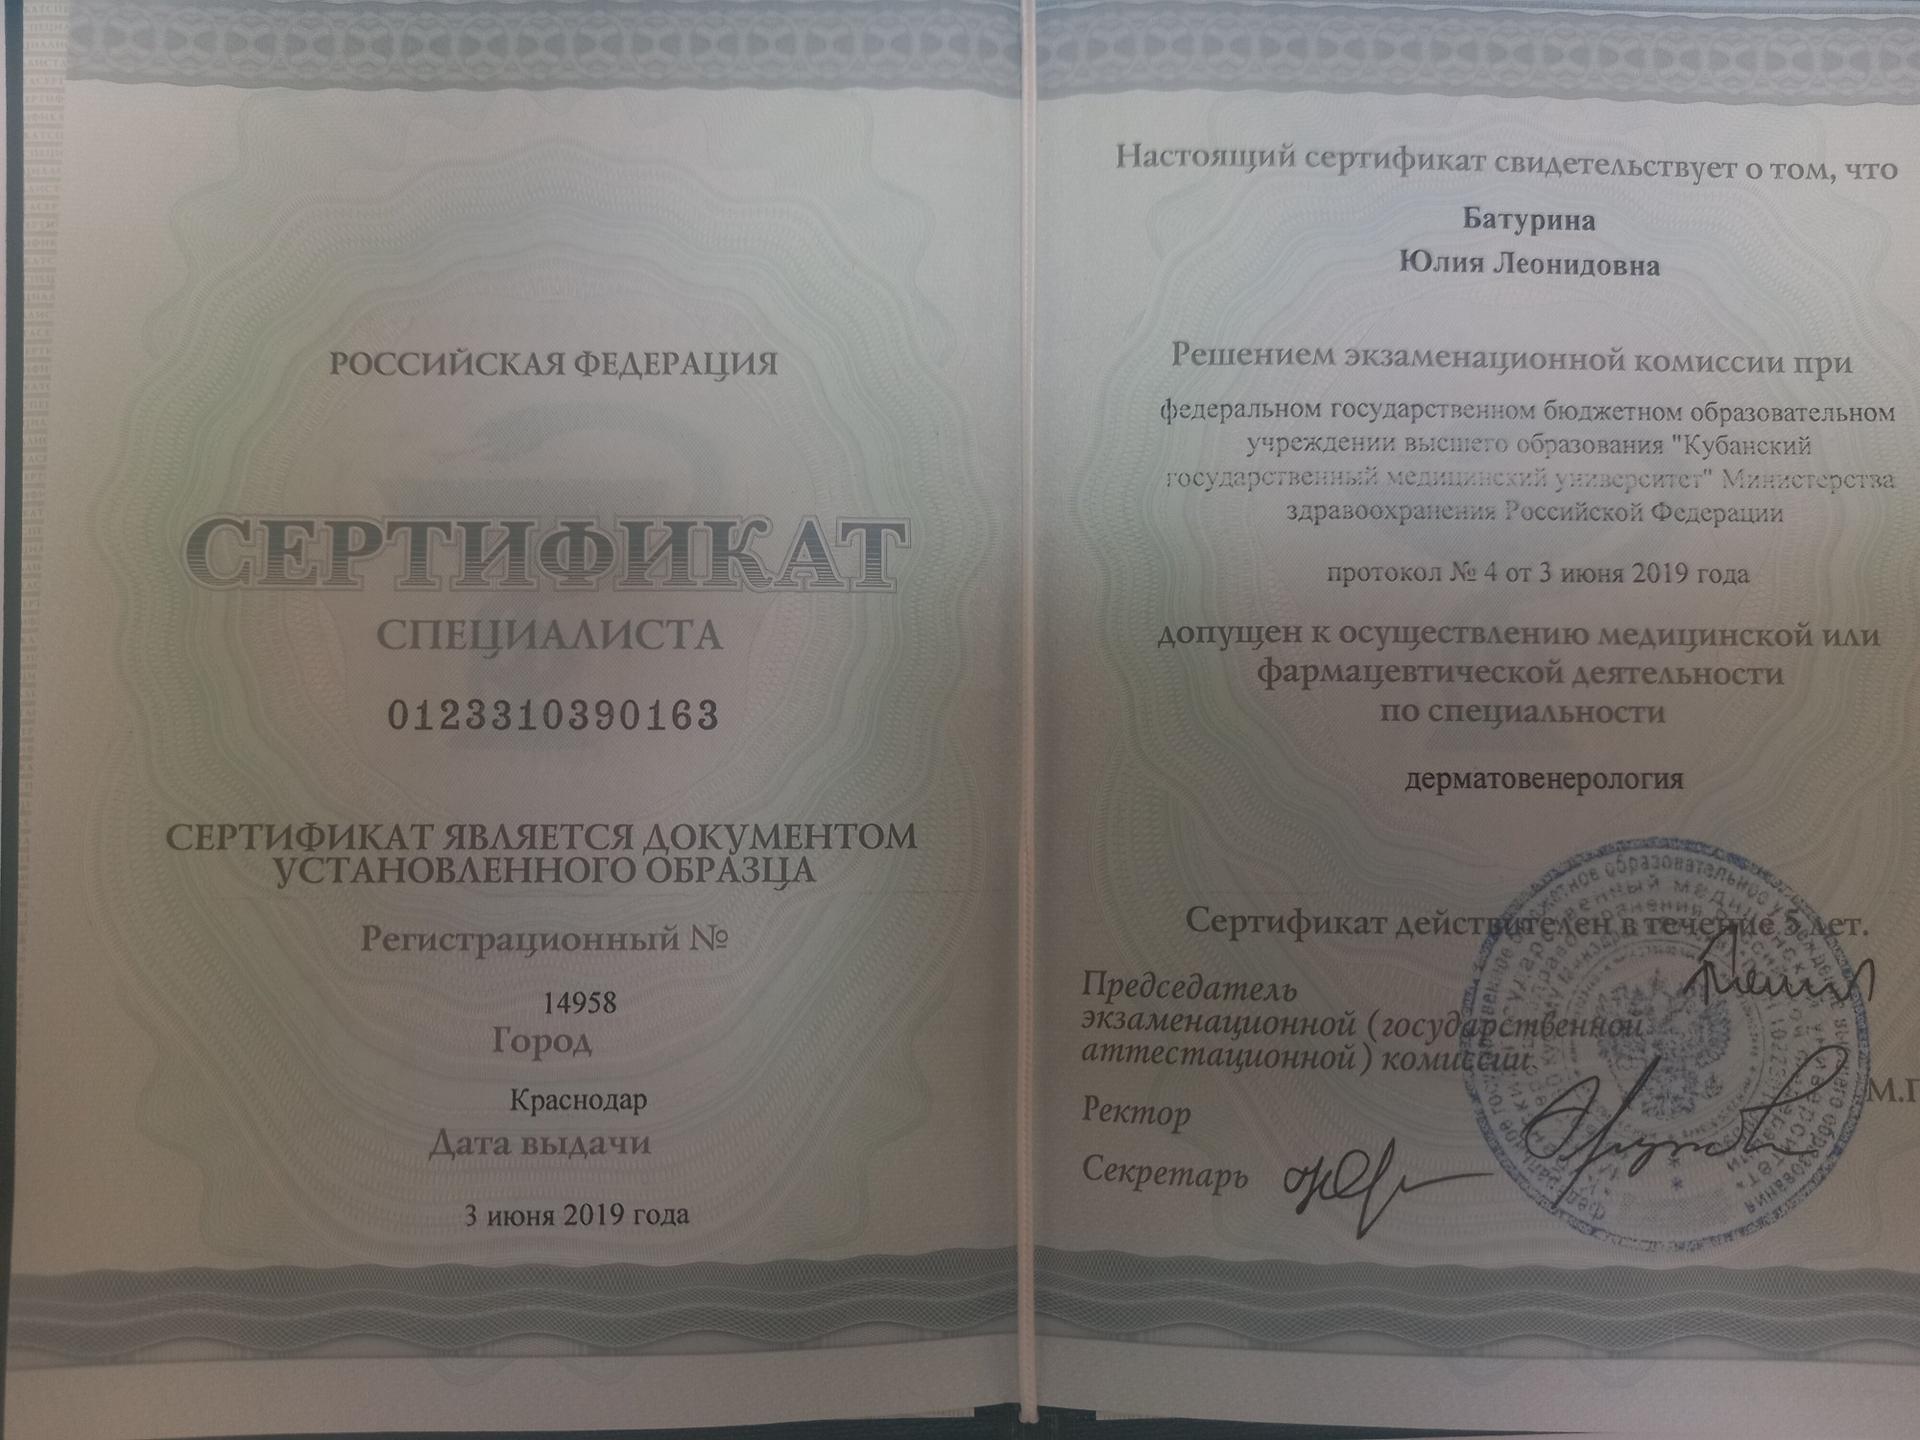 РОССИЙСКАЯ ФЕДЕРАЦИЯ
СЕРТИФИКАТ
СПЕЦИАЛИСТА
0123310390163
СЕРТИФИКАТ ЯВЛЯЕТСЯ ДОКУМЕНТОМ
УСТАНОВЛЕННОГО ОБРАЗЦА
Регистрационный №
14958
Город
Краснодар
Дата выдачи
3 июня 2019 года
Настоящий сертификат свидетельствует о том, что
Батурина
Юлия Леонидовна
Решением экзаменационной комиссии при
федеральном государственном бюджетном образовательном
учреждении высшего образования "Кубанский
государственный медицинский университет" Министерства
здравоохранения Российской Федерации
протокол № 4 от 3 июня 2019 года
допущен к осуществлению медицинской или
фармацевтической деятельности
по специальности
дерматовенерология
Сертификат действителен в течение 5 лет.
Председатель
экзаменационной (государственной
аттестационной) комиссии
Ректор
М.П
Секретарь